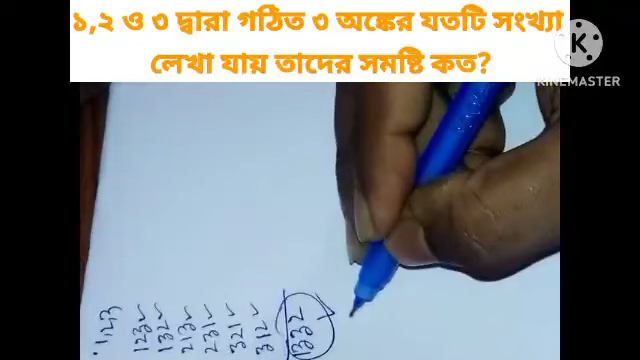 ১,২ ও ৩ দ্বারা গঠিত ৩ অঙ্কের যতটি সংখ্যা
লেখা যায় তাদের সমষ্টি কত?
KINEMASTER
1,2,3
123✓
132✓
213✓
231✓
321✓
312✓
1332